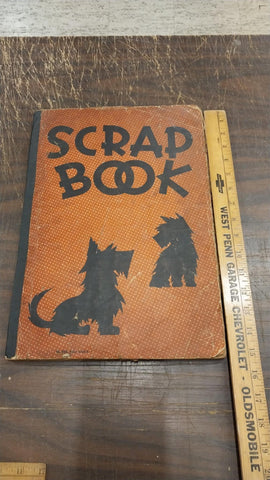 SCRAP
BOOK
WEST PENN GARAGE CHEVROLET - OLDSMOBILE